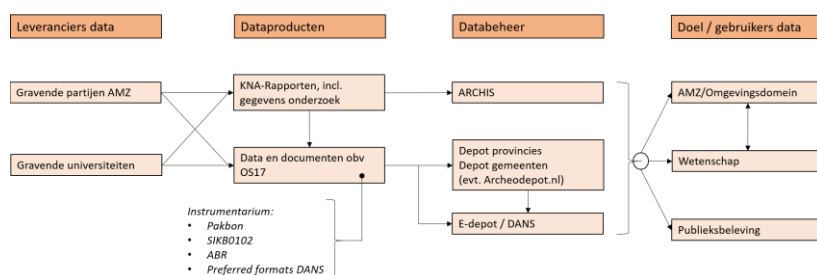 Leveranciers data
Dataproducten
Databeheer
Doel / gebruikers data
Gravende partijen AMZ
KNA-Rapporten, incl.
gegevens onderzoek
ARCHIS
AMZ/Omgevingsdomein
Gravende universiteiten
Data en documenten obv
OS17
Depot provincies
Depot gemeenten
(evt. Archeodepot.nl)
Wetenschap
E-depot / DANS
Publieksbeleving
Instrumentarium:
• Pakbon
• SIKB0102
• ABR
• Preferred formats DANS